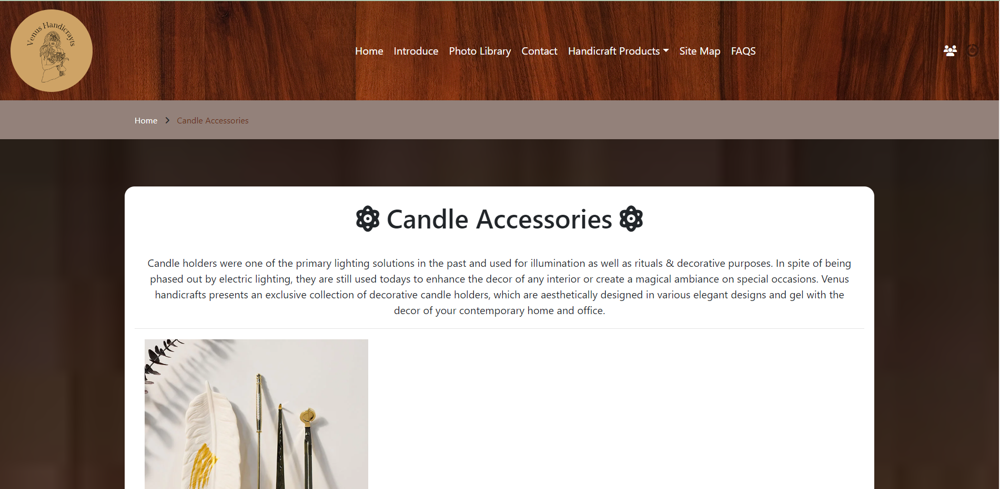 Venus Handicrayts
Home Introduce Photo Library Contact Handicraft Products Site Map FAQS
Home Candle Accessories
Candle Accessories
Candle holders were one of the primary lighting solutions in the past and used for illumination as well as rituals & decorative purposes. In spite of being
phased out by electric lighting, they are still used todays to enhance the decor of any interior or create a magical ambiance on special occasions. Venus
handicrafts presents an exclusive collection of decorative candle holders, which are aesthetically designed in various elegant designs and gel with the
decor of your contemporary home and office.